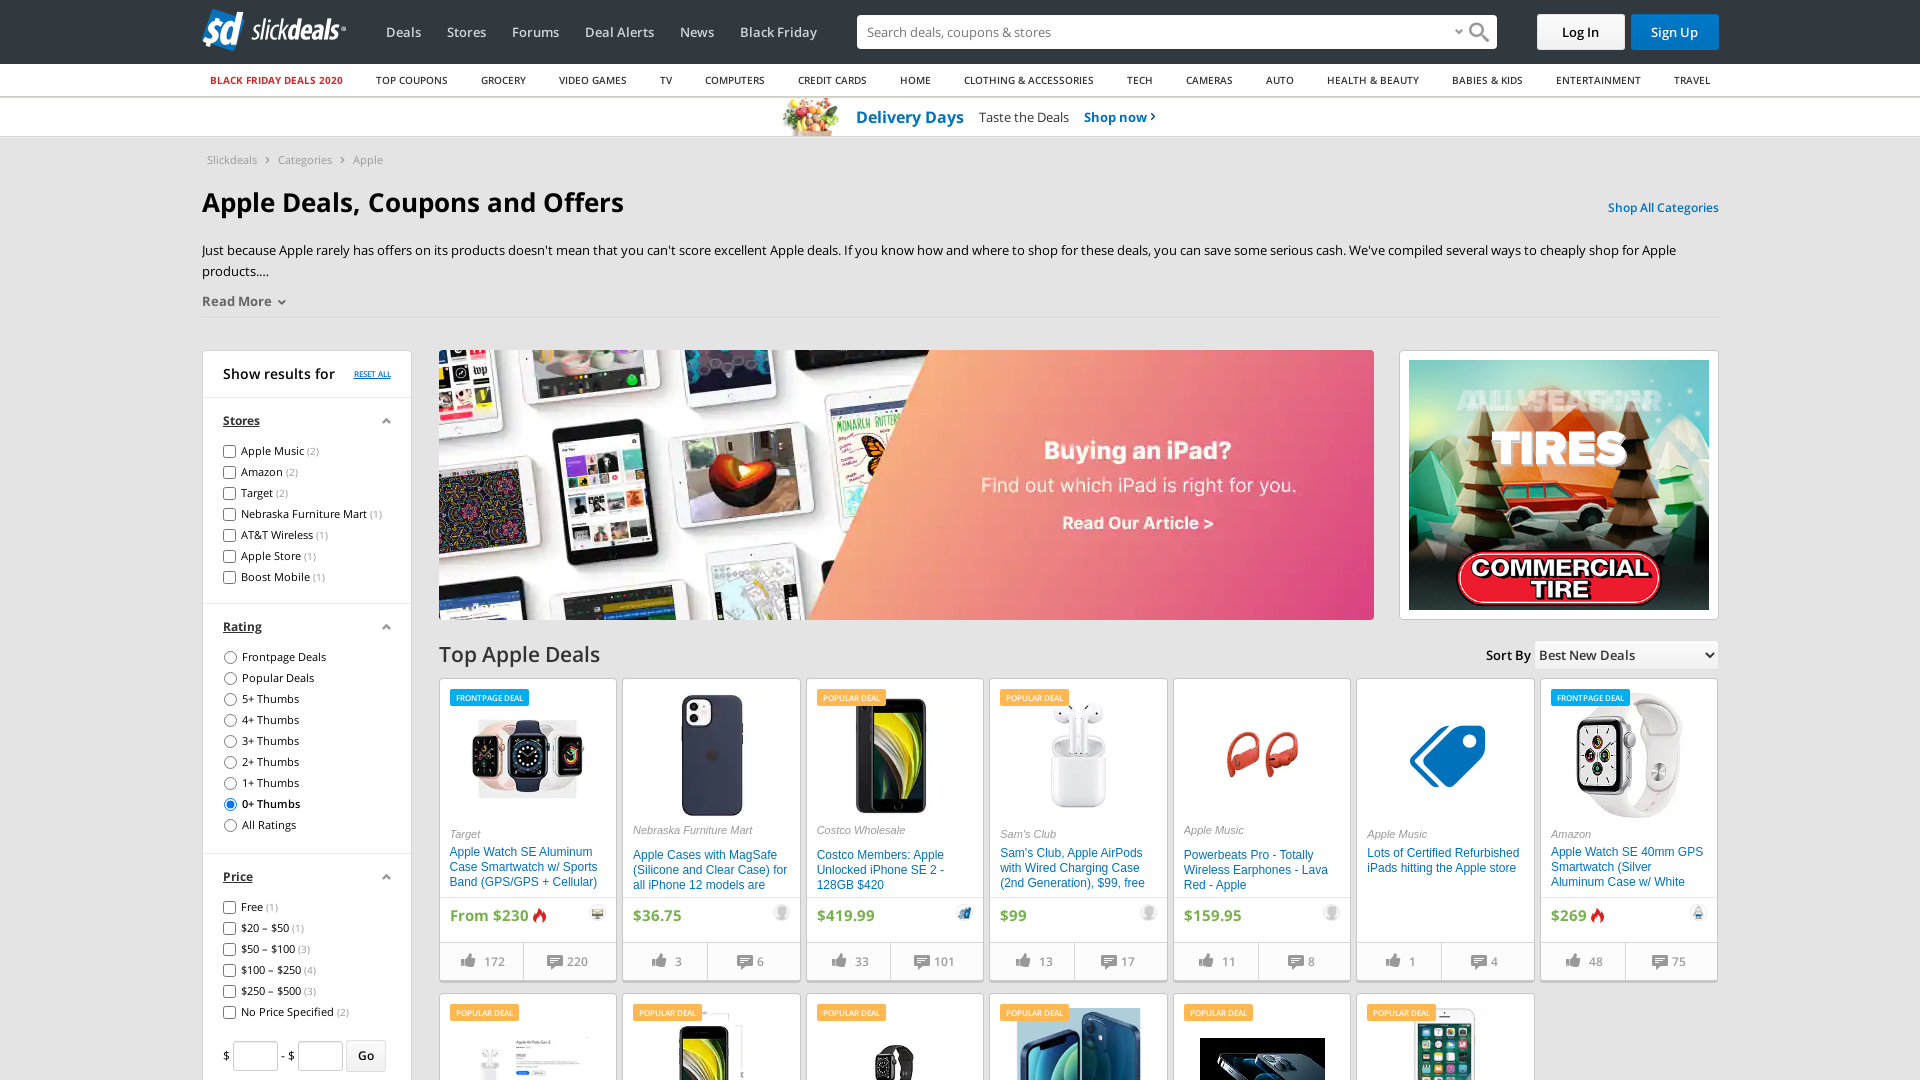 slickdeals
Deals
Stores
Forums
Deal Alerts
News
Black Friday
Search deals, coupons & stores
Log In
Sign Up
BLACK FRIDAY DEALS 2020
TOP COUPONS
GROCERY
VIDEO GAMES
TV
COMPUTERS
CREDIT CARDS
HOME
CLOTHING & ACCESSORIES
TECH
CAMERAS
AUTO
HEALTH & BEAUTY
BABIES & KIDS
ENTERTAINMENT
TRAVEL
Delivery Days Taste the Deals Shop now
Slickdeals > Categories > Apple
Apple Deals, Coupons and Offers
Shop All Categories
Just because Apple rarely has offers on its products doesn't mean that you can't score excellent Apple deals. If you know how and where to shop for these deals, you can save some serious cash. We've compiled several ways to cheaply shop for Apple
products....
Read More
Show results for RESET ALL
Stores
Apple Music (2)
Amazon (2)
Target (2)
Nebraska Furniture Mart (1)
AT&T Wireless (1)
Apple Store (1)
Boost Mobile (1)
Rating
Frontpage Deals
Popular Deals
5+ Thumbs
4+ Thumbs
3+ Thumbs
2+ Thumbs
1+ Thumbs
0+ Thumbs
All Ratings
Price
Free (1)
$20 – $50 (1)
$50 – $100 (3)
$100 – $250 (4)
$250 – $500 (3)
No Price Specified (2)
$ - $ Go
MONARCH BUTTER
Buying an iPad?
Find out which iPad is right for you.
Read Our Article >
TIRES
COMMERCIAL
TIRE
Top Apple Deals
Sort By Best New Deals
FRONTPAGE DEAL
Target
Apple Watch SE Aluminum
Case Smartwatch w/ Sports
Band (GPS/GPS + Cellular)
From $230
172 220
Nebraska Furniture Mart
Apple Cases with MagSafe
(Silicone and Clear Case) for
all iPhone 12 models are
$36.75
3 6
POPULAR DEAL
Costco Wholesale
Costco Members: Apple
Unlocked iPhone SE 2 -
128GB $420
$419.99
33 101
POPULAR DEAL
Sam's Club
Sam's Club, Apple AirPods
with Wired Charging Case
(2nd Generation), $99, free
$99
13 17
Apple Music
Powerbeats Pro - Totally
Wireless Earphones - Lava
Red - Apple
$159.95
11 8
Apple Music
Lots of Certified Refurbished
iPads hitting the Apple store
1 4
FRONTPAGE DEAL
Amazon
Apple Watch SE 40mm GPS
Smartwatch (Silver
Aluminum Case w/ White
$269
48 75
POPULAR DEAL
POPULAR DEAL
POPULAR DEAL
POPULAR DEAL
POPULAR DEAL
POPULAR DEAL